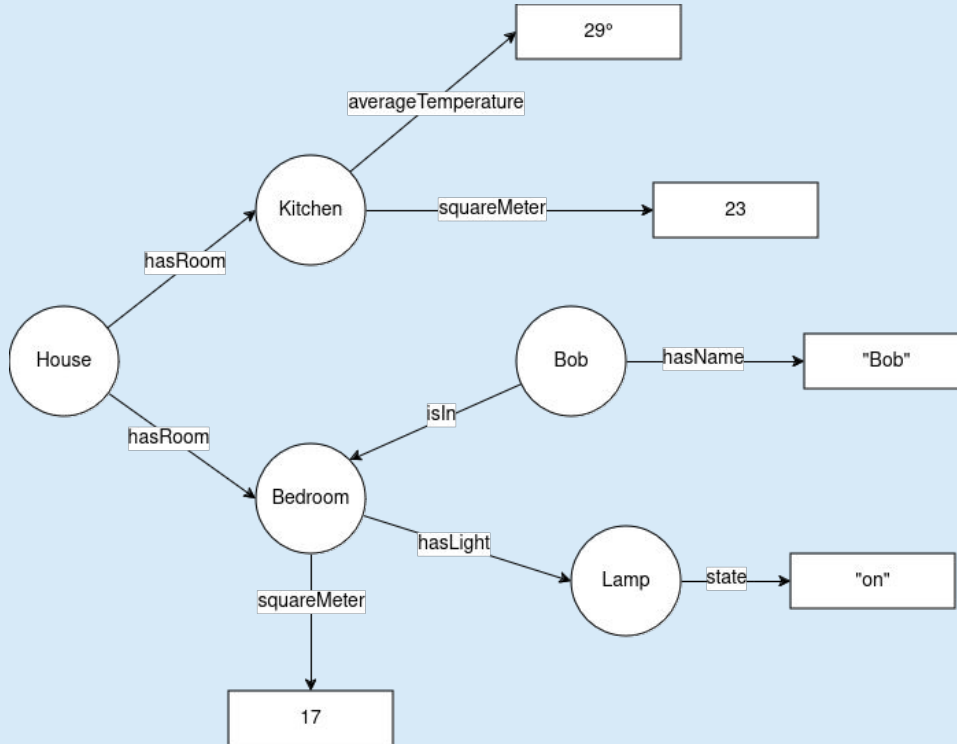 29°
averageTemperature
Kitchen
squareMeter
23
hasRoom
House
Bob
hasName
"Bob"
isIn
hasRoom
Bedroom
hasLight
Lamp
state
"on"
squareMeter
17